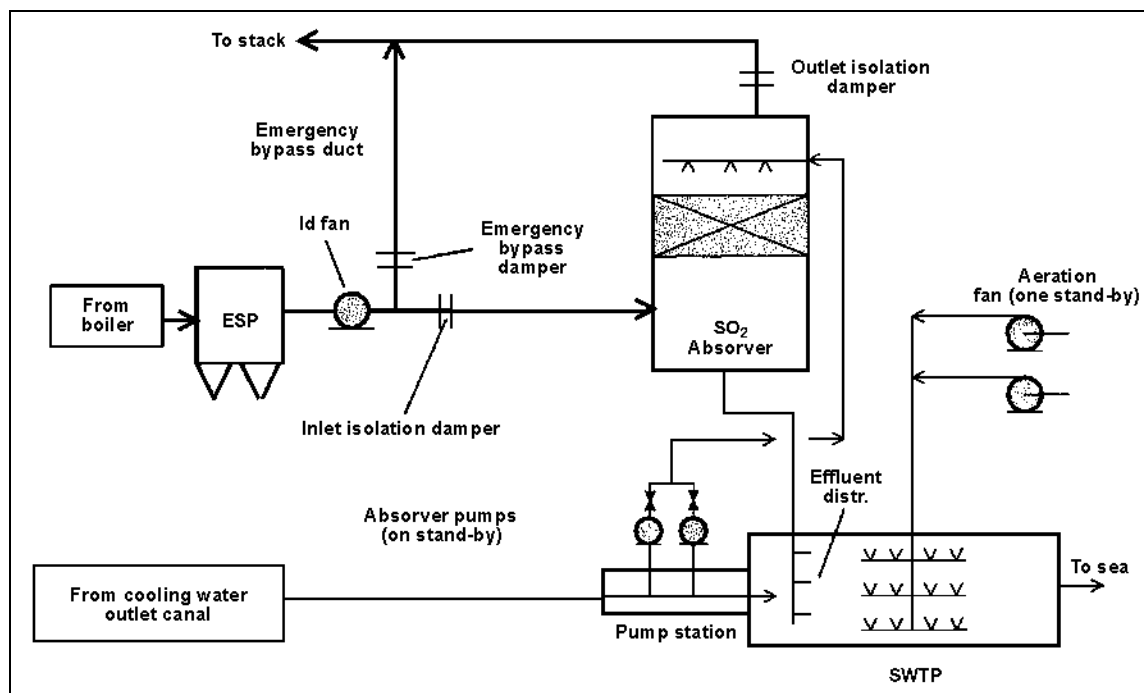 To stack
Outlet isolation
damper
Emergency
bypass duct
Id fan
Emergency
bypass
damper
Aeration
fan (one stand-by)
From
boiler
ESP
SO₂
Absorver
Inlet isolation damper
Effluent
distr.
Absorver pumps
(on stand-by)
To sea
From cooling water
outlet canal
Pump station
SWTP